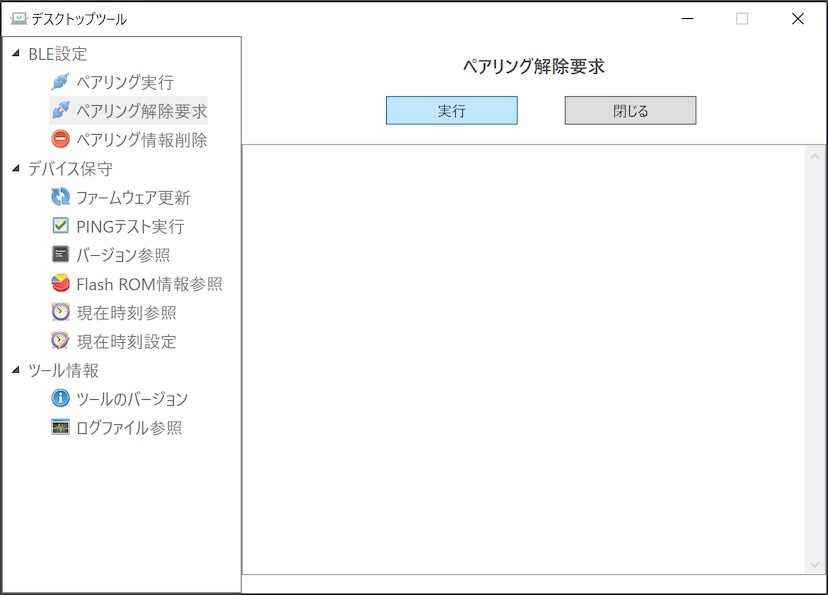 デスクトップツール
BLE設定
ペアリング実行
ペアリング解除要求
ペアリング情報削除
デバイス保守
ファームウェア更新
PINGテスト実行
バージョン参照
Flash ROM情報参照
現在時刻参照
現在時刻設定
ツール情報
ツールのバージョン
ログファイル参照
ペアリング解除要求
実行
閉じる